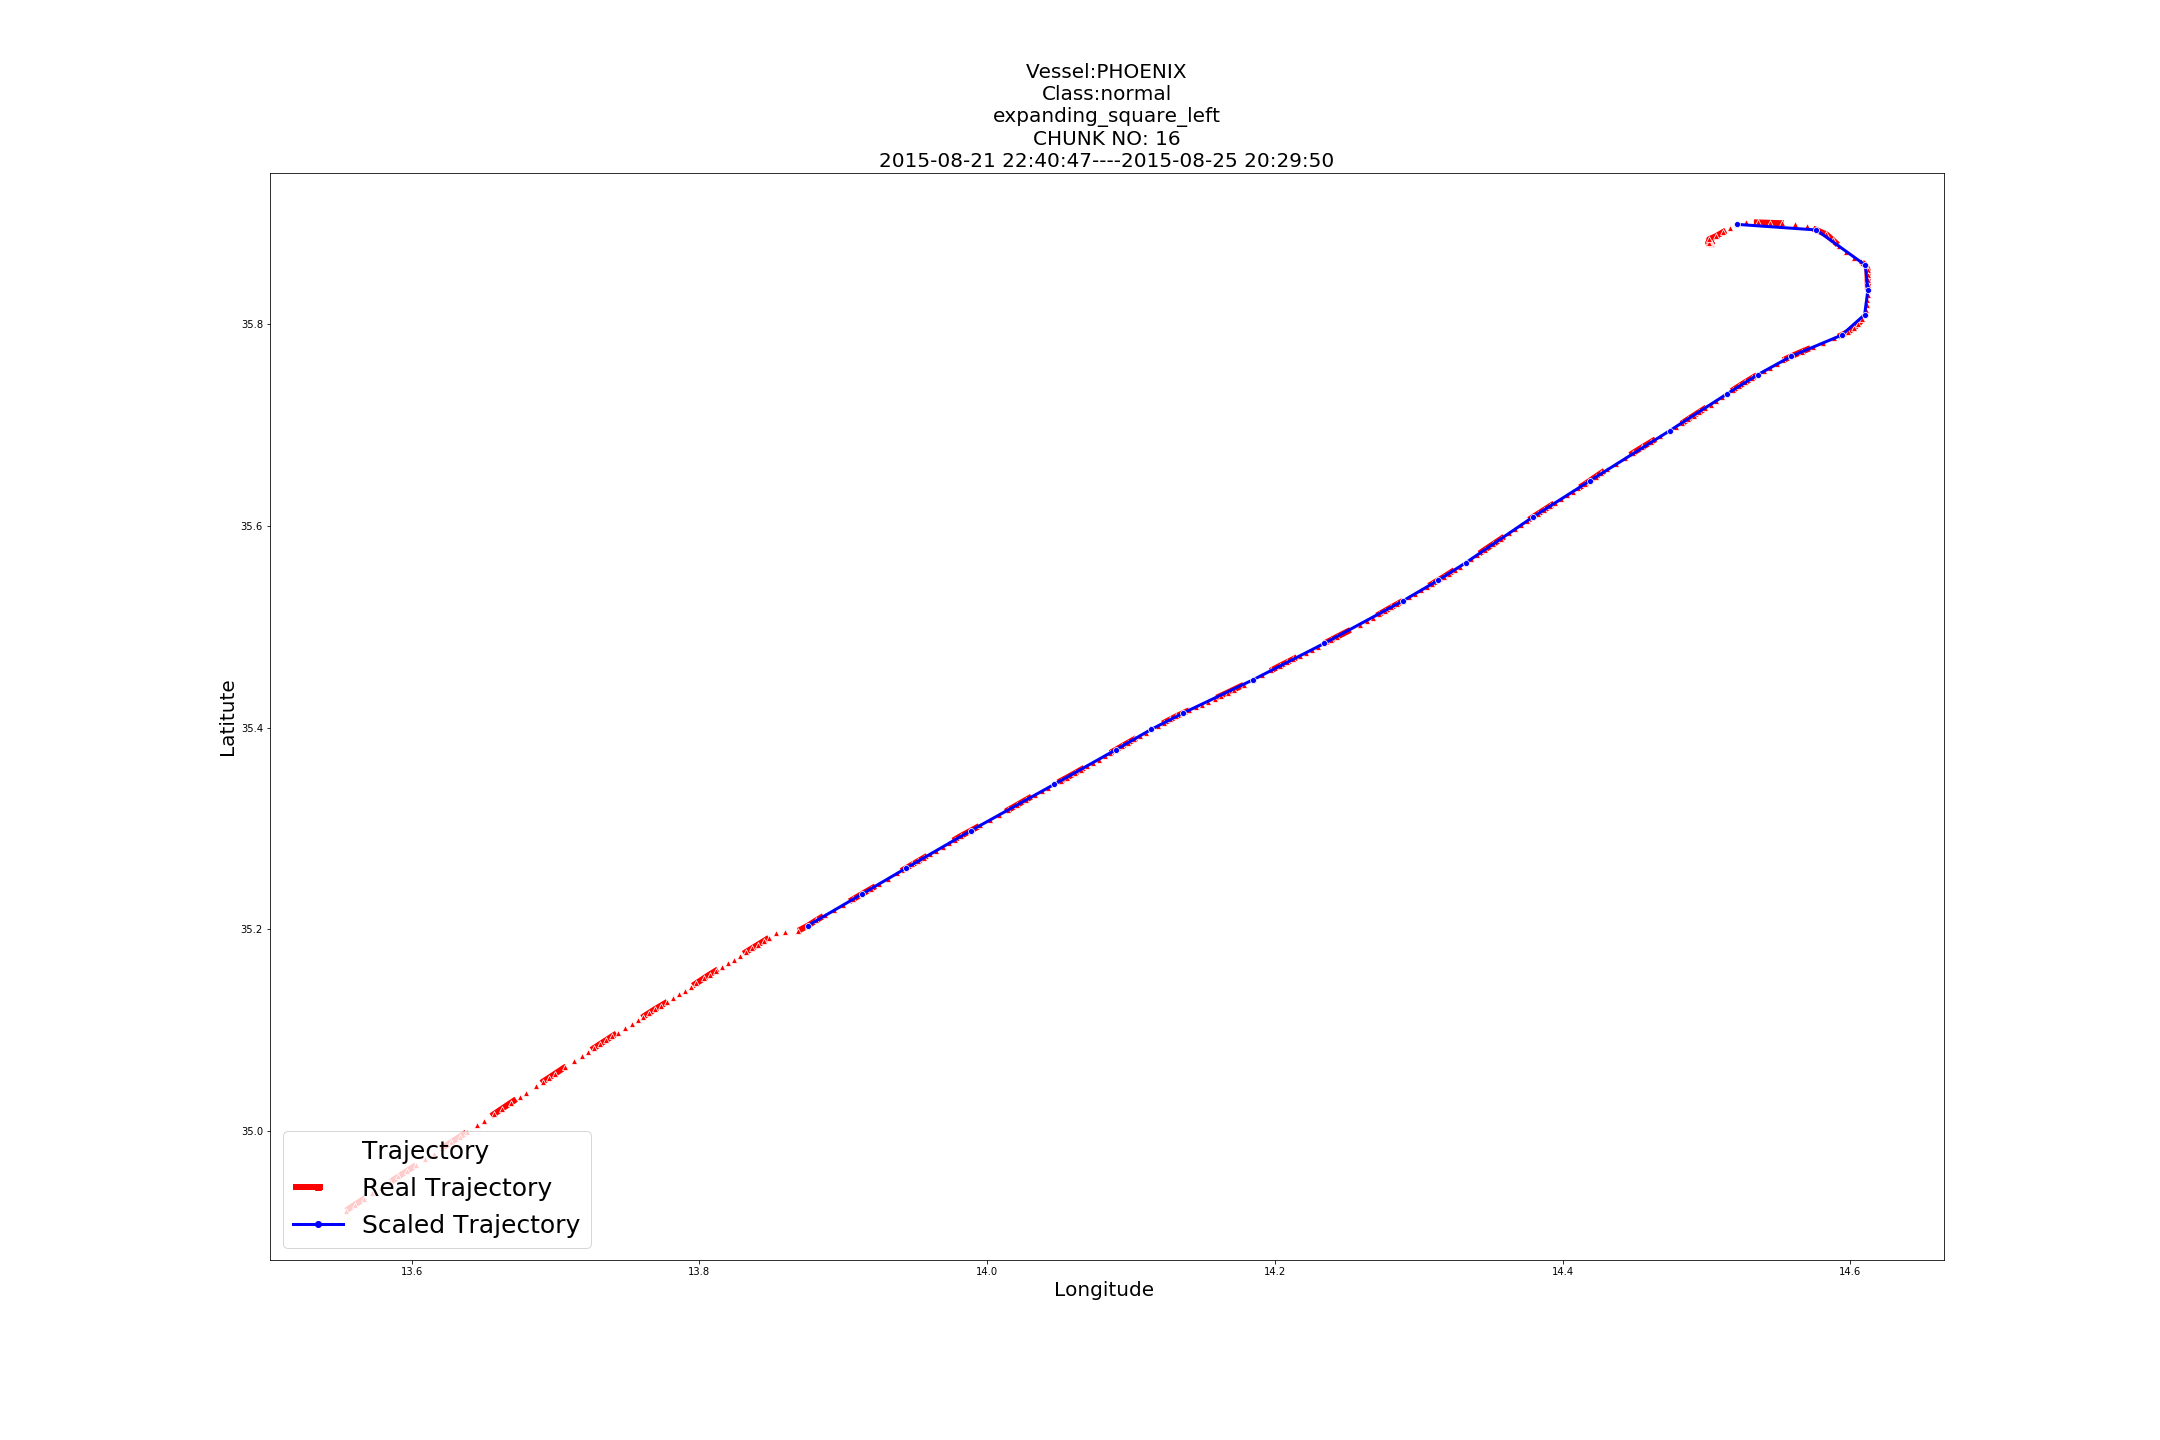 Vessel:PHOENIX
Class:normal
expanding_square_left
CHUNK NO: 16
2015-08-21 22:40:47----2015-08-25 20:29:50
35.8
35.6
35.4
35.2
35.0
Latitute
Trajectory
Real Trajectory
Scaled Trajectory
13.6
13.8
14.0
14.2
14.4
14.6
Longitude